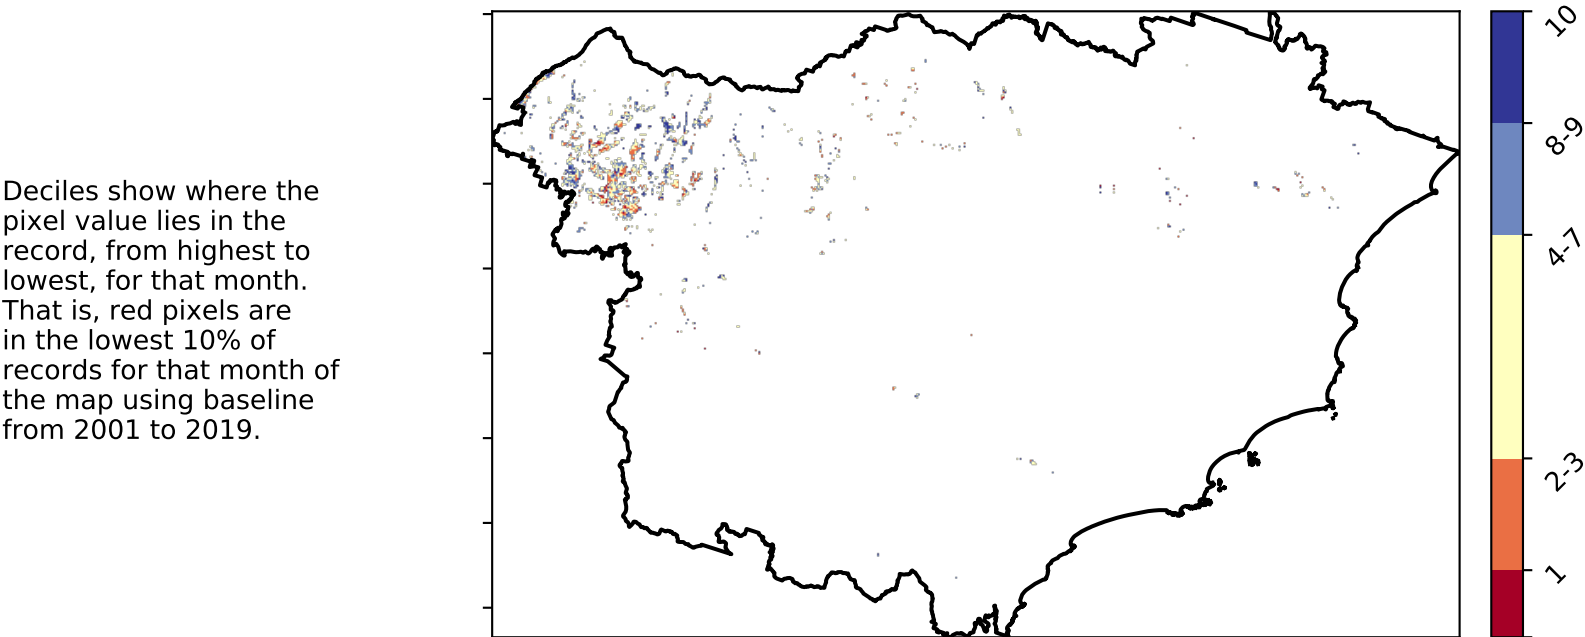 Deciles show where the
pixel value lies in the
record, from highest to
lowest, for that month.
That is, red pixels are
in the lowest 10% of
records for that month of
the map using baseline
from 2001 to 2019.
10
8-9
4-7
2-3
1